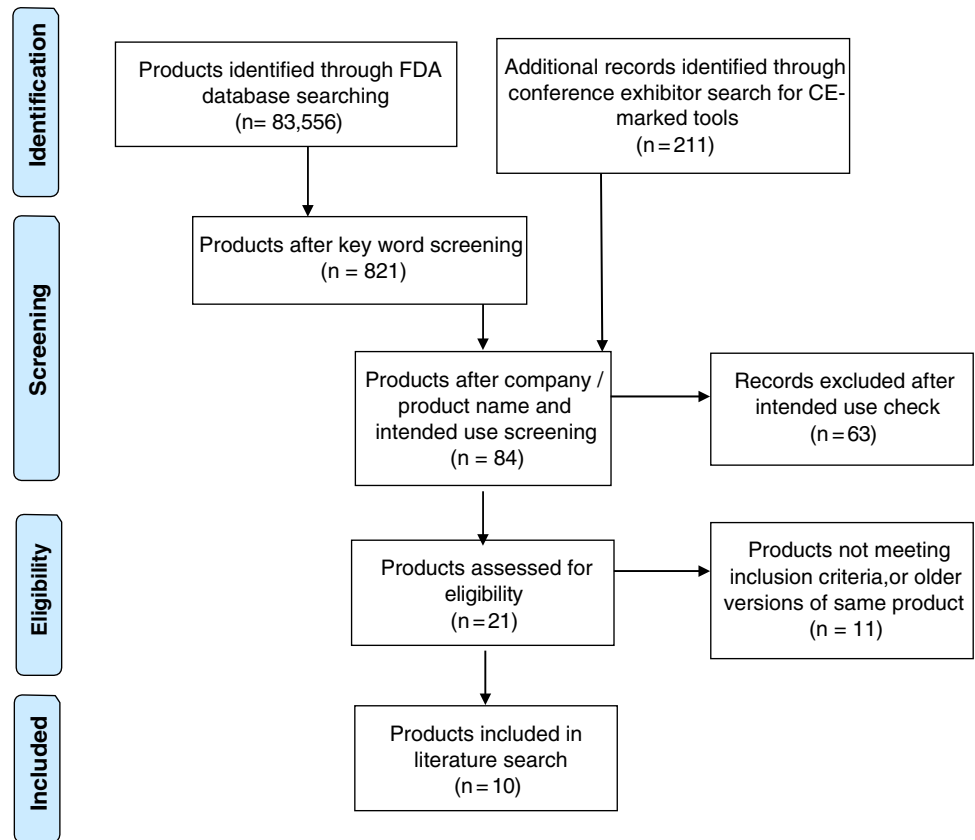 Identification
Products identified through FDA
database searching
(n= 83,556)
Additional records identified through
conference exhibitor search for CE-
marked tools
(n = 211)
Screening
Products after key word screening
(n = 821)
Products after company /
product name and
intended use screening
(n = 84)
Records excluded after
intended use check
(n = 63)
Eligibility
Products assessed for
eligibility
(n = 21)
Products not meeting
inclusion criteria,or older
versions of same product
(n = 11)
Included
Products included in
literature search
(n = 10)